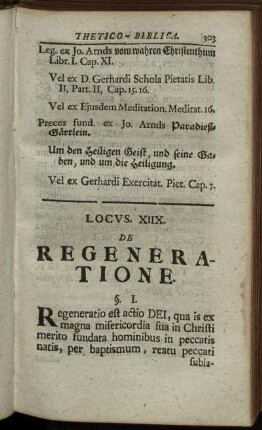 THETICO-BIBLICA. 303
Leg. ex Jo. Arnds vom wahren Christenthum
Libr. I. Cap. XI.
Vel ex D. Gerhardi Schola Pietatis Lib.
II, Part. II, Cap. 15. 16.
Vel ex Ejusdem Meditation. Meditat. 16.
Preces fund. ex Jo. Arnds Paradieß-
Gärtlein.
Um den Heiligen Geist, und seine Ga-
ben, und um die Heiligung.
Vel ex Gerhardi Exercitat. Piet. Cap. 7.
LOCVS. XIIX.
DE
REGENERA-
TIONE.
§. I.
Regeneratio est actio DEI, qua is ex
magna misericordia sua in Christi
merito fundata hominibus in peccatis
natis, per baptismum, reatu peccati
subla-